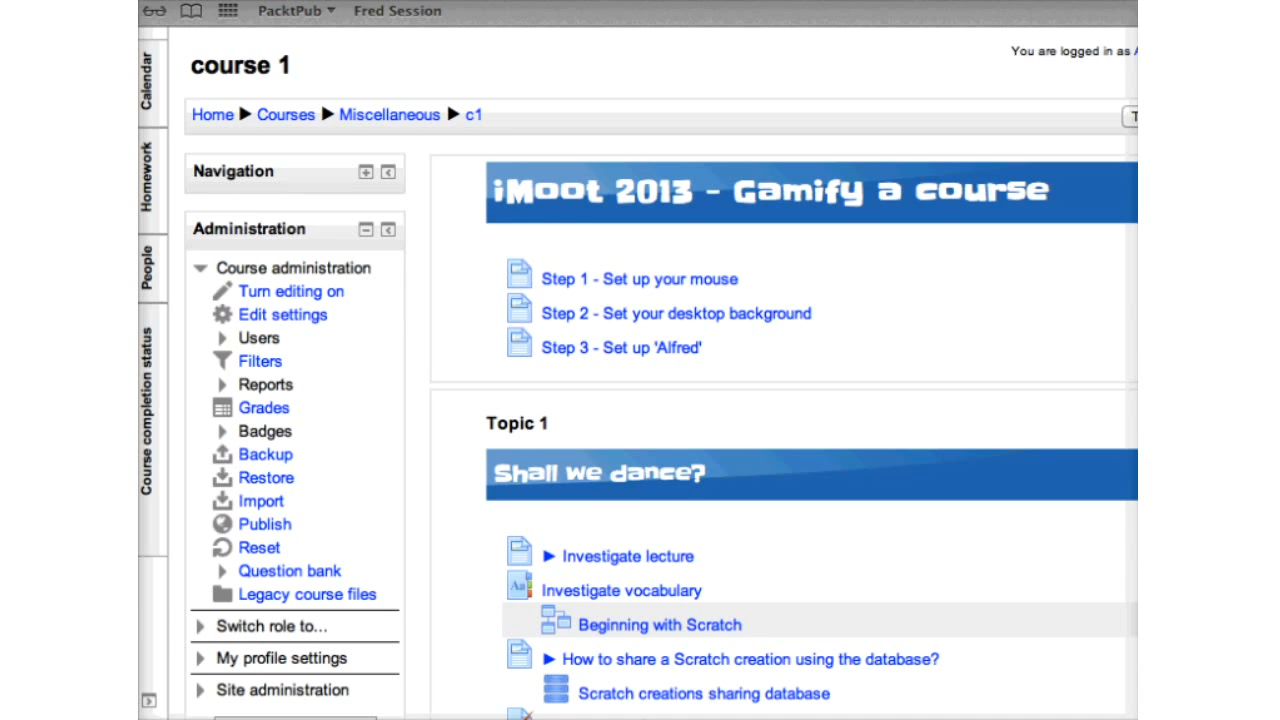 PacktPub Fred Session
You are logged in as
course 1
Home Courses Miscellaneous c1
Calendar
Homework
People
Course completion status
Navigation
Administration
Course administration
Turn editing on
Edit settings
Users
Filters
Reports
Grades
Badges
Backup
Restore
Import
Publish
Reset
Question bank
Legacy course files
Switch role to...
My profile settings
Site administration
iMoot 2013 - Gamify a course
Step 1 - Set up your mouse
Step 2 - Set your desktop background
Step 3 - Set up 'Alfred'
Topic 1
Shall we dance?
Investigate lecture
Investigate vocabulary
Beginning with Scratch
How to share a Scratch creation using the database?
Scratch creations sharing database